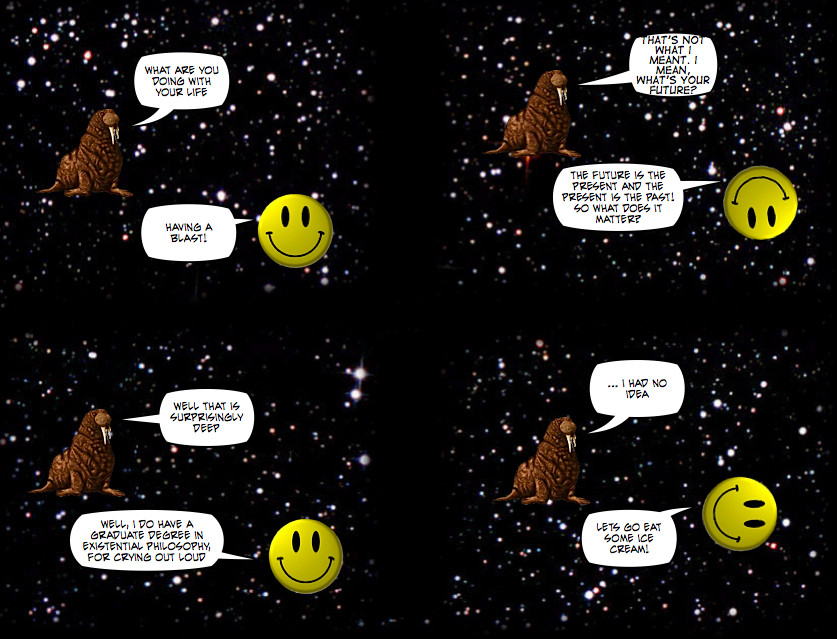 WHAT ARE YOU
DOING WITH
YOUR LIFE
HAVING A
BLAST!
THAT'S NOT
WHAT I
MEANT. I
MEAN,
WHAT'S YOUR
FUTURE?
THE FUTURE IS THE
PRESENT AND THE
PRESENT IS THE PAST!
SO WHAT DOES IT
MATTER?
WELL THAT IS
SURPRISINGLY
DEEP
WELL, I DO HAVE A
GRADUATE DEGREE IN
EXISTENTIAL PHILOSOPHY,
FOR CRYING OUT LOUD
... I HAD NO
IDEA
LETS GO EAT
SOME ICE
CREAM!